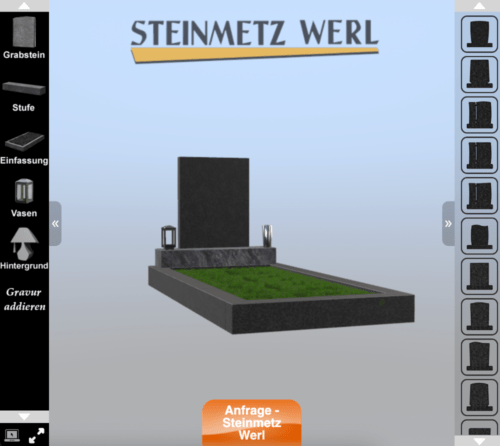 STEINMETZ WERL
Grabstein
Stufe
Einfassung
Vasen
Hintergrund
Gravur
addieren
«
»
Anfrage -
Steinmetz
Werl